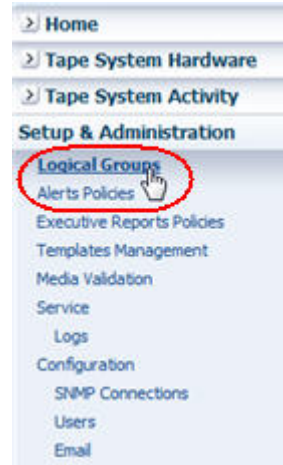 Home
Tape System Hardware
Tape System Activity
Setup & Administration
Logical Groups
Alerts Policies
Executive Reports Policies
Templates Management
Media Validation
Service
Logs
Configuration
SNMP Connections
Users
Email